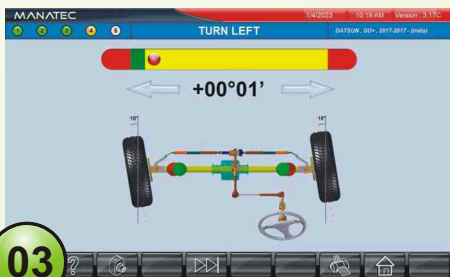 MANATEC
1/4/2023 10:19 AM Version : 3.17C
1 2 3 4 5
TURN LEFT
DATSUN , GO+ , 2017-2017 - (India)
+00°01'
10° 10°
03
?